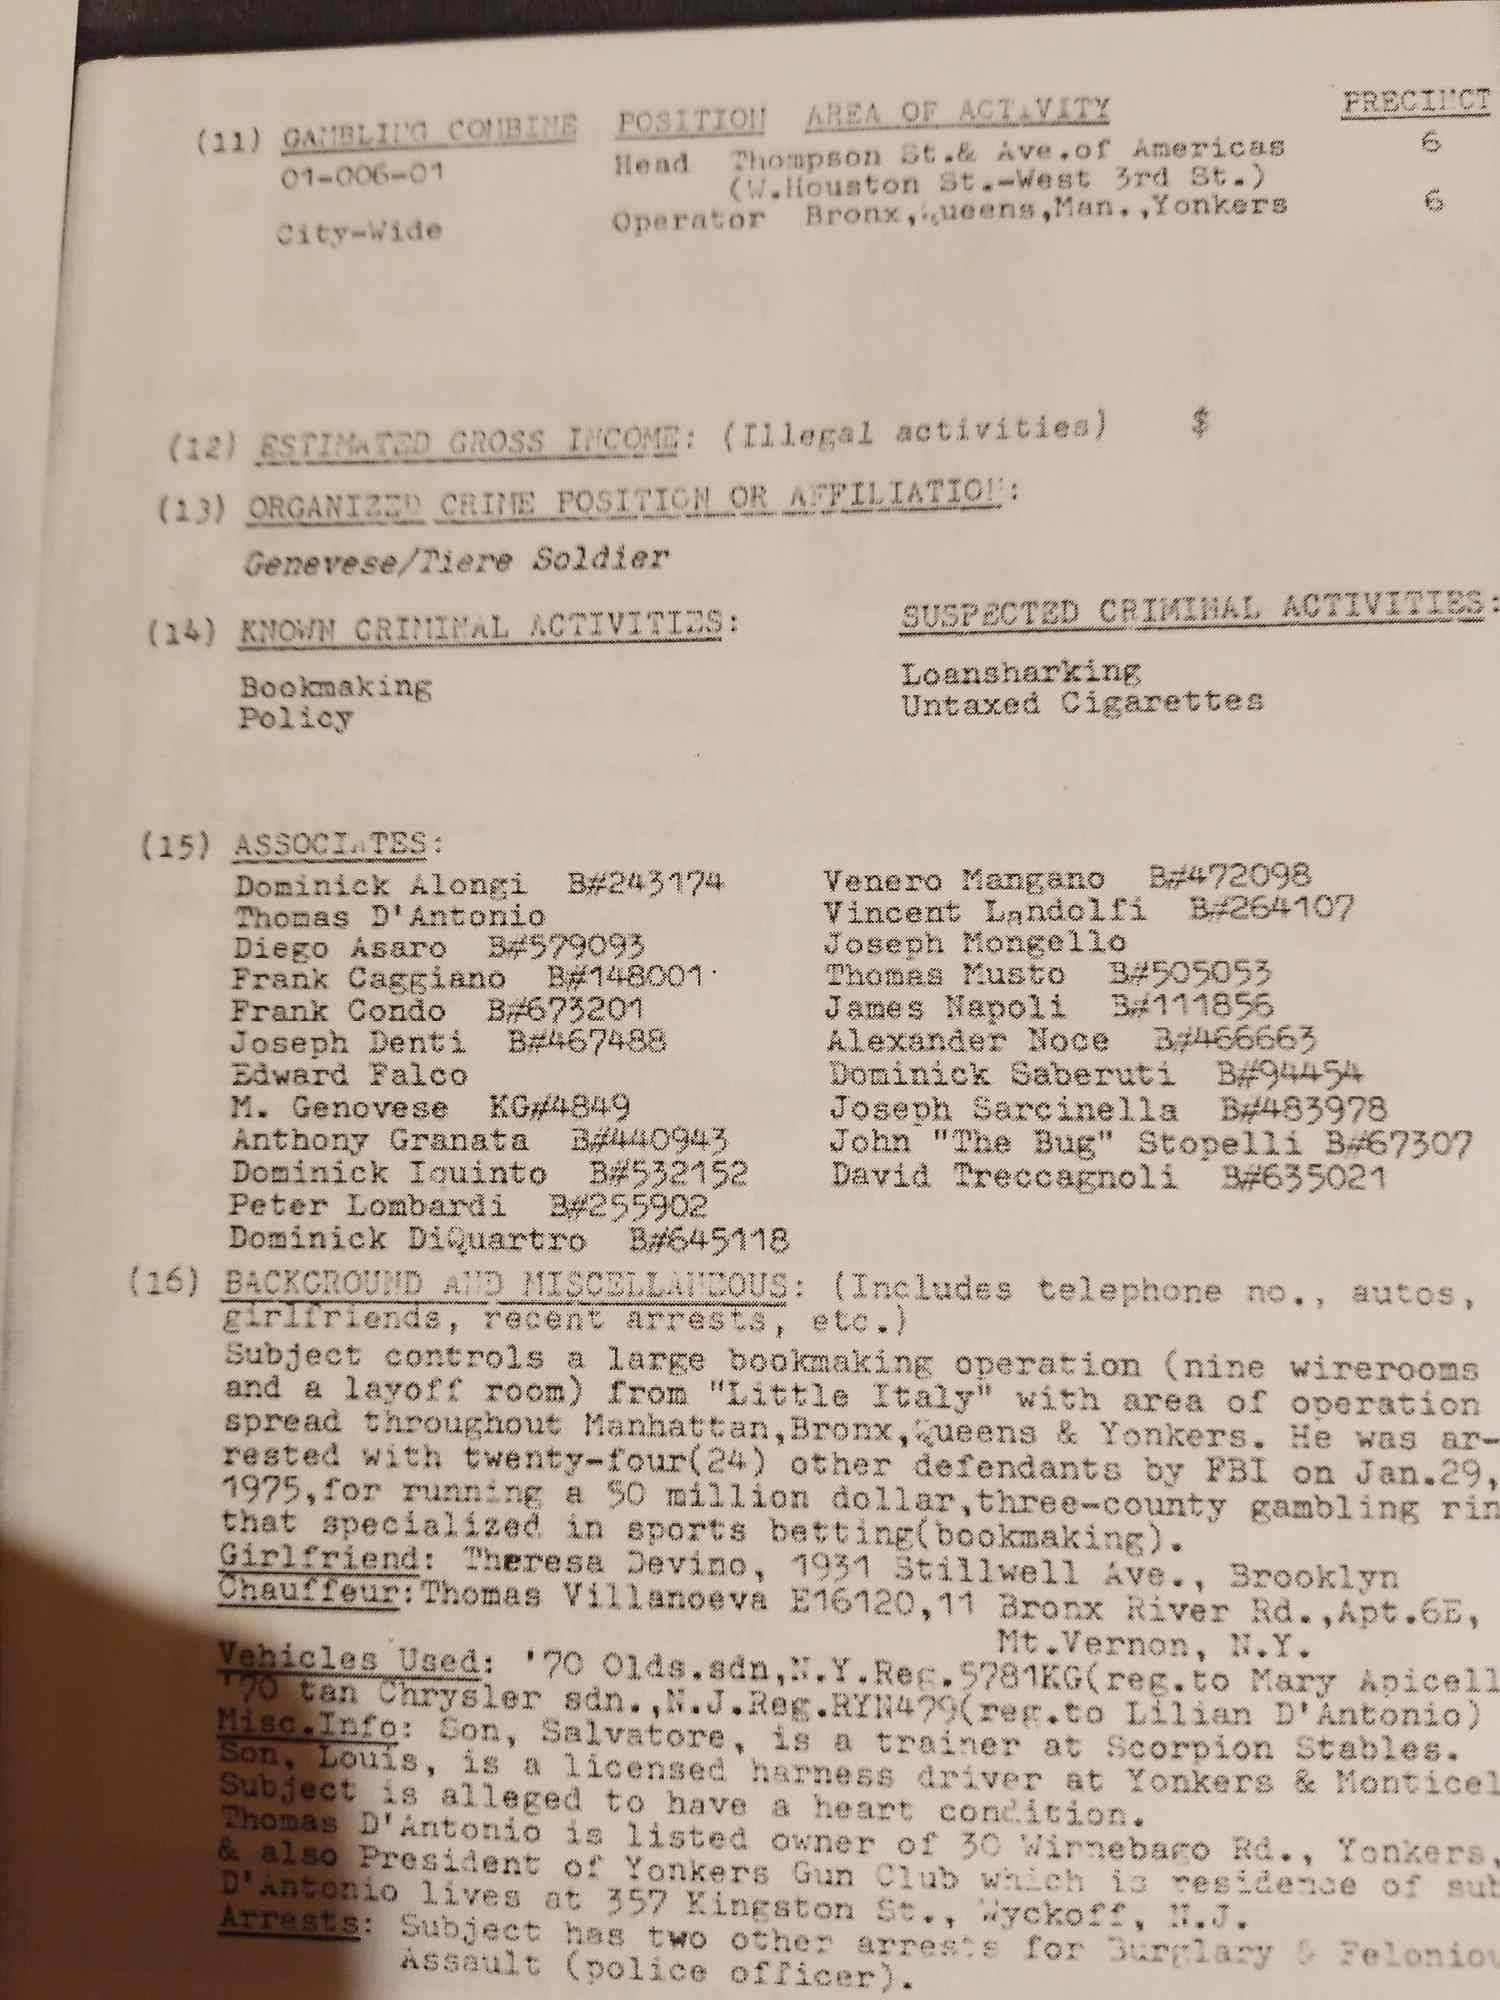 (11) GAMBLING COMBINE POSITION AREA OF ACTIVITY PRECINCT
01-006-01 Head Thompson St.& Ave.of Americas 6
(W.Houston St.-West 3rd St.)
City-Wide Operator Bronx,Queens,Man.,Yonkers 6
(12) ESTIMATED GROSS INCOME: (Illegal activities) $
(13) ORGANIZED CRIME POSITION OR AFFILIATION:
Genevese/Tiere Soldier
(14) KNOWN CRIMINAL ACTIVITIES: SUSPECTED CRIMINAL ACTIVITIES:
Bookmaking Loansharking
Policy Untaxed Cigarettes
(15) ASSOCIATES:
Dominick Alongi B#243174 Venero Mangano B#472098
Thomas D'Antonio Vincent Landolfi B#264107
Diego Asaro B#579093 Joseph Mongello
Frank Caggiano B#148001 Thomas Musto B#505053
Frank Condo B#673201 James Napoli B#111856
Joseph Denti B#467488 Alexander Noce B#466663
Edward Falco Dominick Saberuti B#94454
M. Genovese KG#4849 Joseph Sarcinella B#483978
Anthony Granata B#440943 John "The Bug" Stopelli B#67307
Dominick Iquinto B#532152 David Treccagnoli B#635021
Peter Lombardi B#255902
Dominick DiQuartro B#645118
(16) BACKGROUND AND MISCELLANDOUS: (Includes telephone no., autos,
girlfriends, recent arrests, etc.)
Subject controls a large bookmaking operation (nine wirerooms
and a layoff room) from "Little Italy" with area of operation
spread throughout Manhattan,Bronx,Queens & Yonkers. He was ar-
rested with twenty-four(24) other defendants by FBI on Jan.29,
1975,for running a 50 million dollar,three-county gambling rin
that specialized in sports betting(bookmaking).
Girlfriend: Theresa Devino, 1931 Stillwell Ave., Brooklyn
Chauffeur:Thomas Villanoeva E16120,11 Bronx River Rd.,Apt.6E,
Mt.Vernon, N.Y.
Vehicles Used: '70 Olds.sdn,N.Y.Reg.5781KG(reg.to Mary Apicell
'70 tan Chrysler sdn.,N.J.Reg.RYN479(reg.to Lilian D'Antonio)
Misc.Info: Son, Salvatore, is a trainer at Scorpion Stables.
Son, Louis, is a licensed harness driver at Yonkers & Monticel
Subject is alleged to have a heart condition.
Thomas D'Antonio is listed owner of 30 Winnebago Rd., Yonkers,
& also President of Yonkers Gun Club which is residence of sub
D'Antonio lives at 357 Kingston St., Wyckoff, N.J.
Arrests: Subject has two other arrests for Burglary & Feloniou
Assault (police officer).